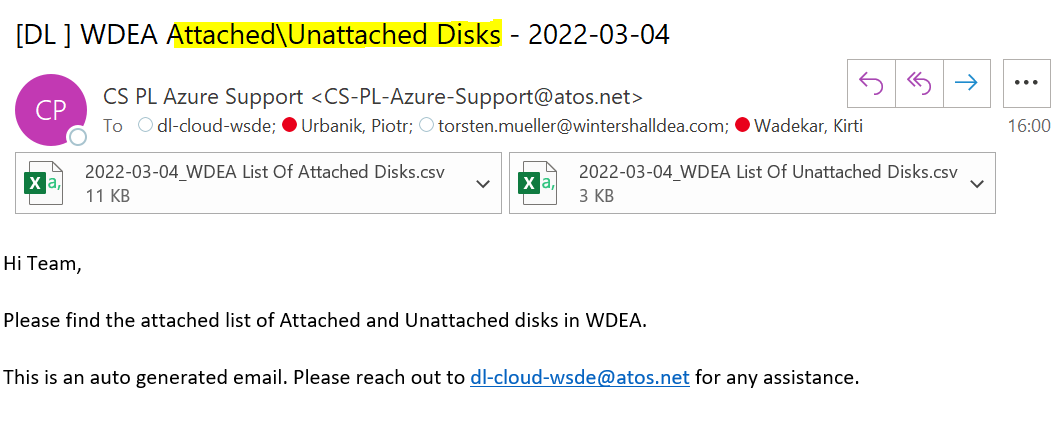 [DL ] WDEA Attached\Unattached Disks - 2022-03-04
CP
CS PL Azure Support <CS-PL-Azure-Support@atos.net>
To dl-cloud-wsde; Urbanik, Piotr; torsten.mueller@wintershalldea.com; Wadekar, Kirti
16:00
X a,
2022-03-04_WDEA List Of Attached Disks.csv
11 KB
X a,
2022-03-04_WDEA List Of Unattached Disks.csv
3 KB
Hi Team,
Please find the attached list of Attached and Unattached disks in WDEA.
This is an auto generated email. Please reach out to dl-cloud-wsde@atos.net for any assistance.